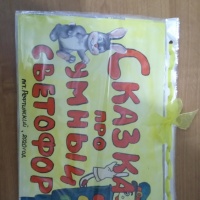 Сказка
про
умный
светофор